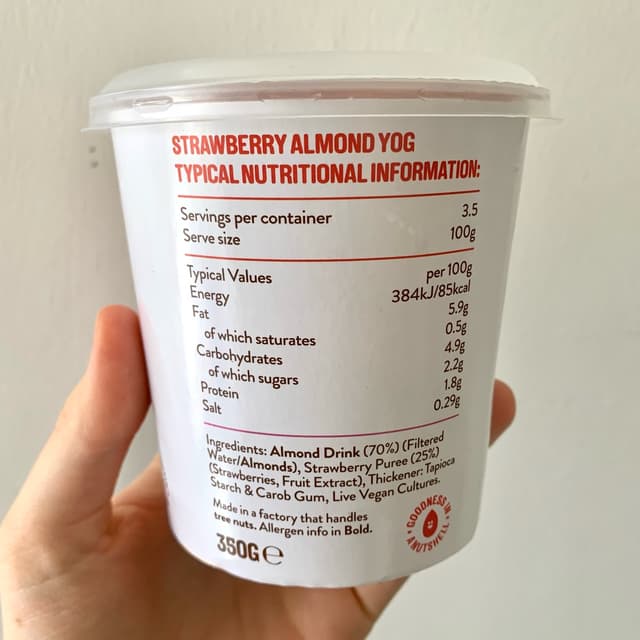 STRAWBERRY ALMOND YOG
TYPICAL NUTRITIONAL INFORMATION:
Servings per container 3.5
Serve size 100g
Typical Values per 100g
Energy 384kJ/85kcal
Fat 5.9g
of which saturates 0.5g
Carbohydrates 4.9g
of which sugars 2.2g
Protein 1.8g
Salt 0.29g
Ingredients: Almond Drink (70%) (Filtered
Water/Almonds), Strawberry Puree (25%)
(Strawberries, Fruit Extract), Thickener: Tapioca
Starch & Carob Gum, Live Vegan Cultures.
Made in a factory that handles
tree nuts. Allergen info in Bold.
350G e
GOODNESS IN
A NUTSHELL